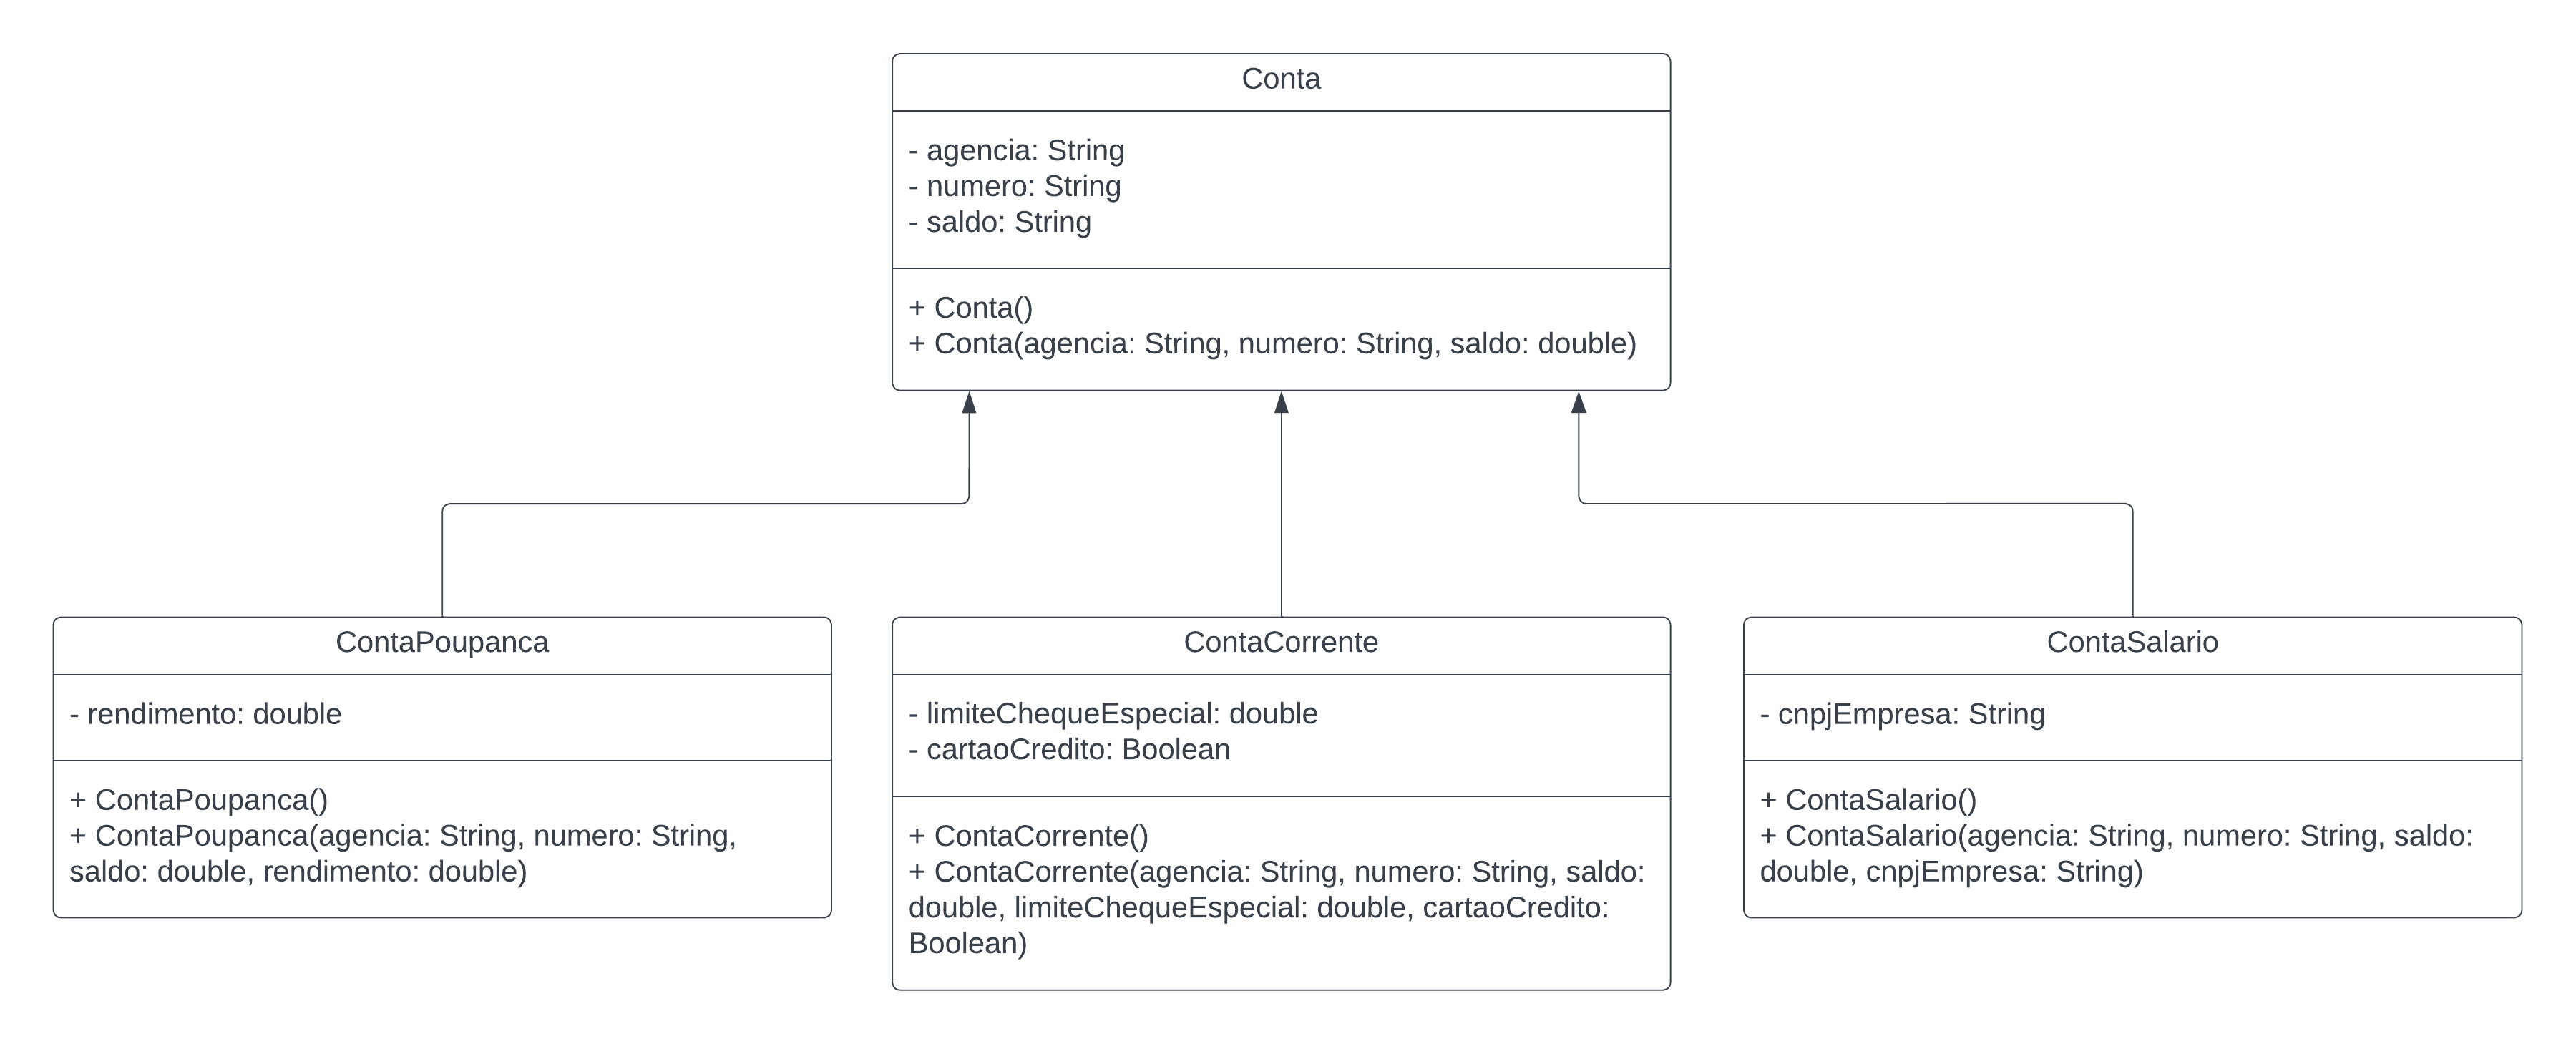 Conta
- agencia: String
- numero: String
- saldo: String
+ Conta()
+ Conta(agencia: String, numero: String, saldo: double)
ContaPoupanca
- rendimento: double
+ ContaPoupanca()
+ ContaPoupanca(agencia: String, numero: String,
saldo: double, rendimento: double)
ContaCorrente
- limiteChequeEspecial: double
- cartaoCredito: Boolean
+ ContaCorrente()
+ ContaCorrente(agencia: String, numero: String, saldo:
double, limiteChequeEspecial: double, cartaoCredito:
Boolean)
ContaSalario
- cnpjEmpresa: String
+ ContaSalario()
+ ContaSalario(agencia: String, numero: String, saldo:
double, cnpjEmpresa: String)